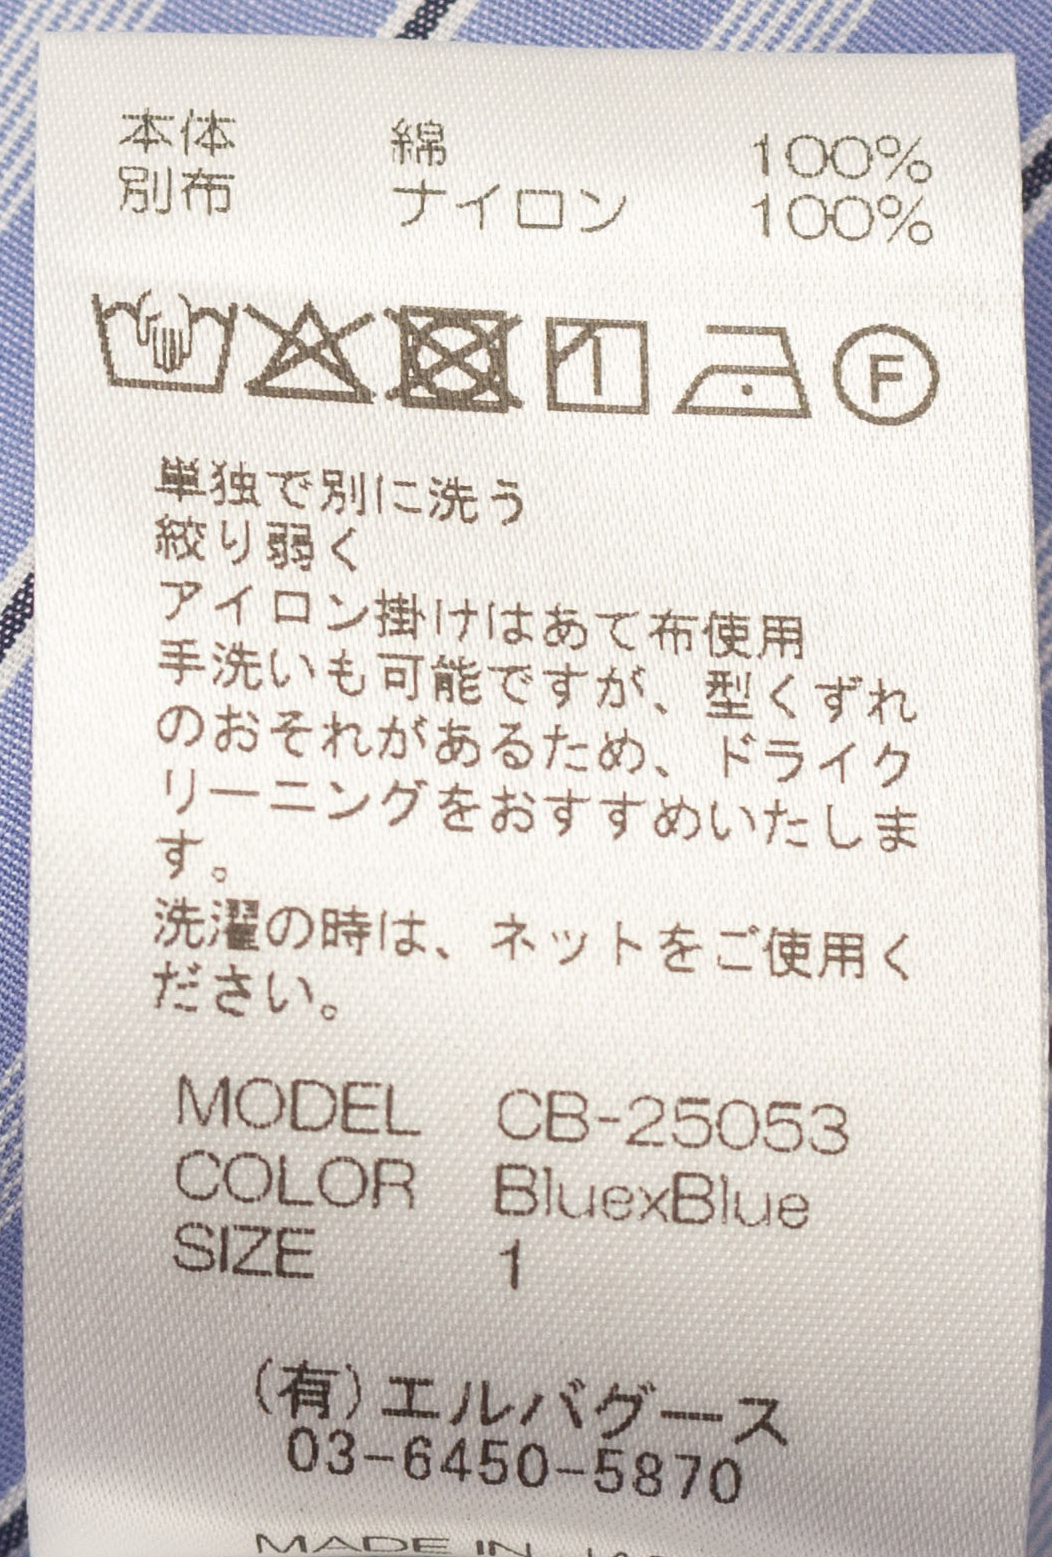 本体 綿 100%
別布 ナイロン 100%
F
単独で別に洗う
絞り弱く
アイロン掛けはあて布使用
手洗いも可能ですが、型くずれ
のおそれがあるため、ドライク
リーニングをおすすめいたしま
す。
洗濯の時は、ネットをご使用く
ださい。
MODEL CB-25053
COLOR BluexBlue
SIZE 1
(有)エルバグース
03-6450-5870
MADE IN